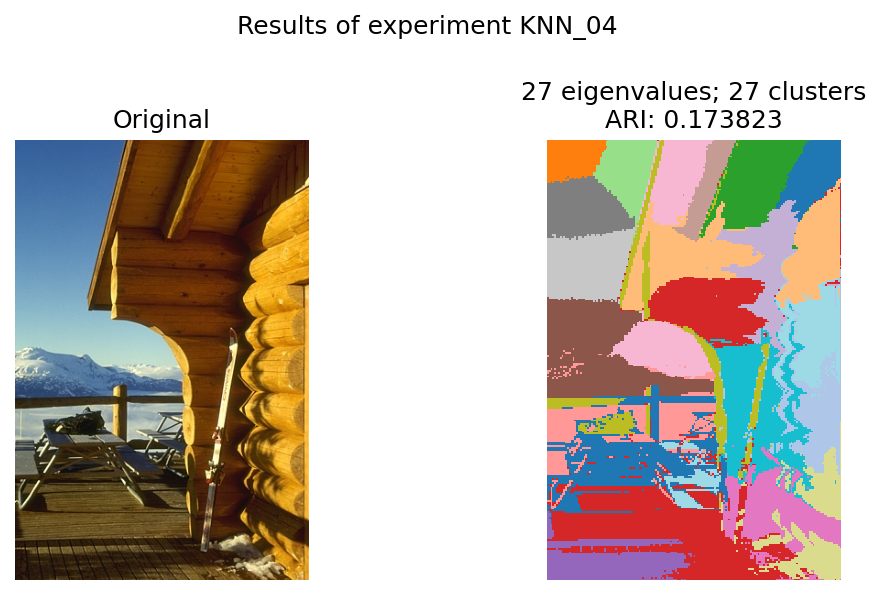 Results of experiment KNN_04
Original
27 eigenvalues; 27 clusters
ARI: 0.173823